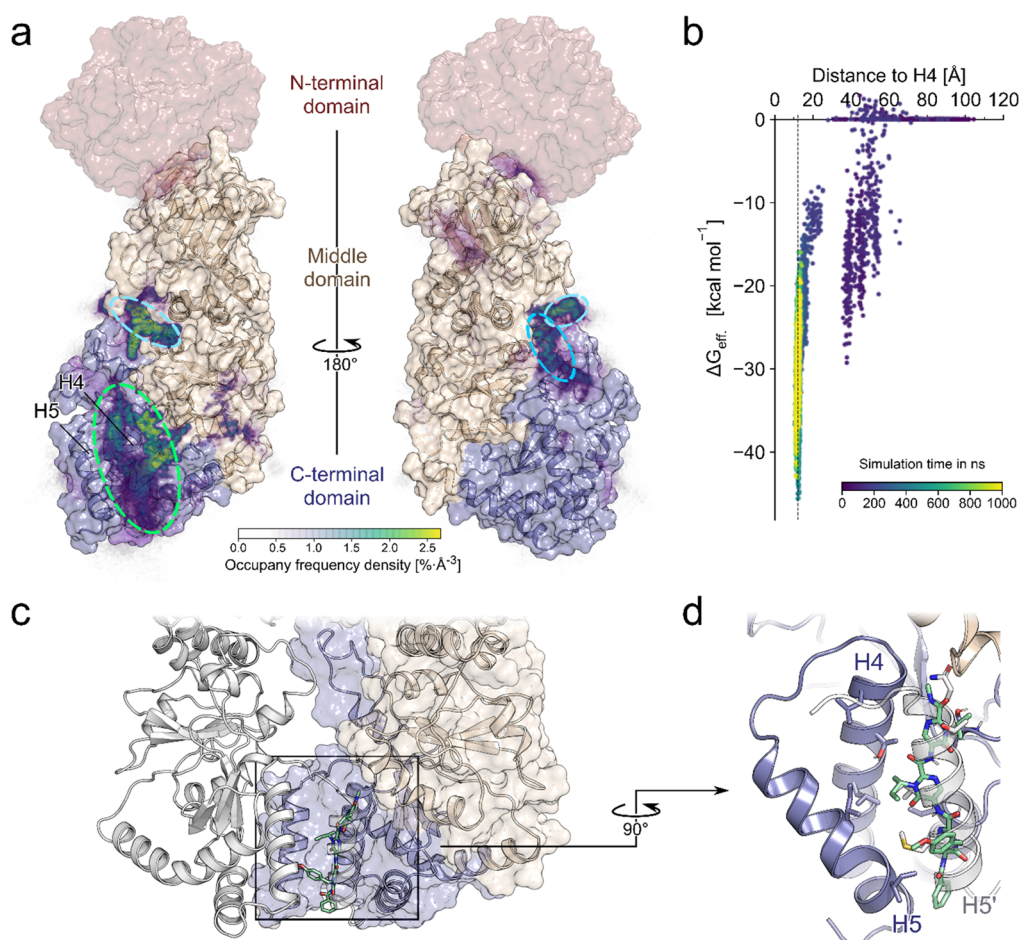 a
N-terminal
domain
Middle
domain
180°
H4
H5
C-terminal
domain
0.0 0.5 1.0 1.5 2.0 2.5
Occupany frequency density [%·Å⁻³]
b
Distance to H4 [Å]
0 20 40 60 80 100 120
0
−10
−20
−30
−40
ΔGeff. [kcal mol⁻¹]
Simulation time in ns
0 200 400 600 800 1000
c
90°
d
H4
H5
H5'